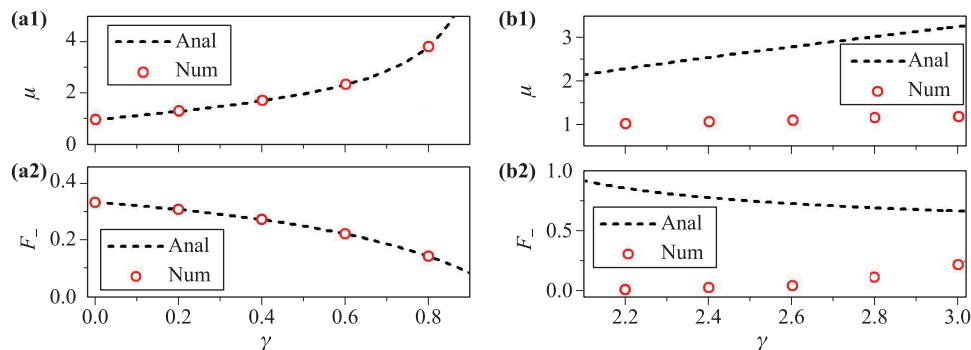 (a1)
4
2
0
μ
Anal
Num
(b1)
3
2
1
μ
Anal
Num
(a2)
0.4
0.2
0.0
F_
Anal
Num
0.0 0.2 0.4 0.6 0.8
γ
(b2)
1.0
0.5
0.0
F_
Anal
Num
2.2 2.4 2.6 2.8 3.0
γ